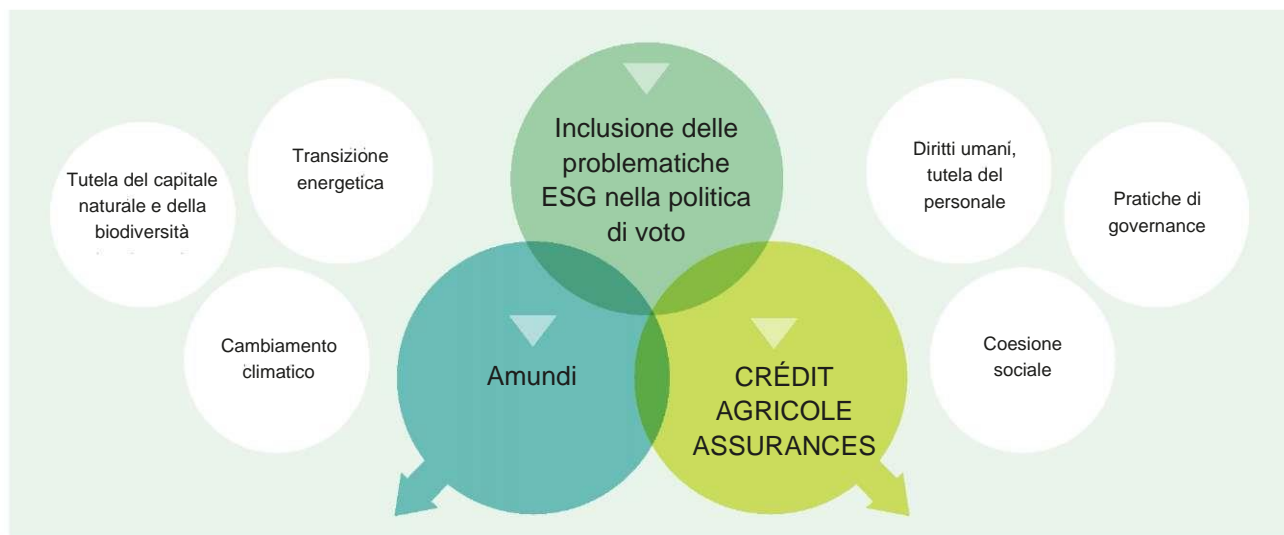 Tutela del capitale
naturale e della
biodiversità
Transizione
energetica
Cambiamento
climatico
Inclusione delle
problematiche
ESG nella politica
di voto
Amundi
CRÉDIT
AGRICOLE
ASSURANCES
Diritti umani,
tutela del
personale
Pratiche di
governance
Coesione
sociale